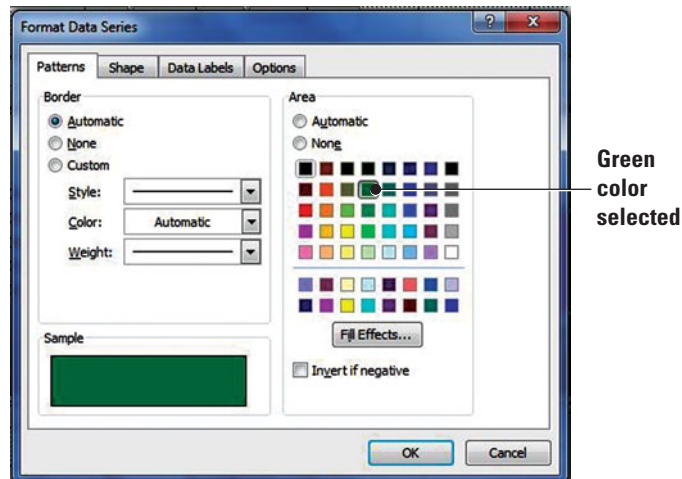 Format Data Series
?
X
Patterns Shape Data Labels Options
Border
Automatic
None
Custom
Style:
Color: Automatic
Weight:
Sample
Area
Automatic
None
Fill Effects...
Invert if negative
Green
color
selected
OK Cancel